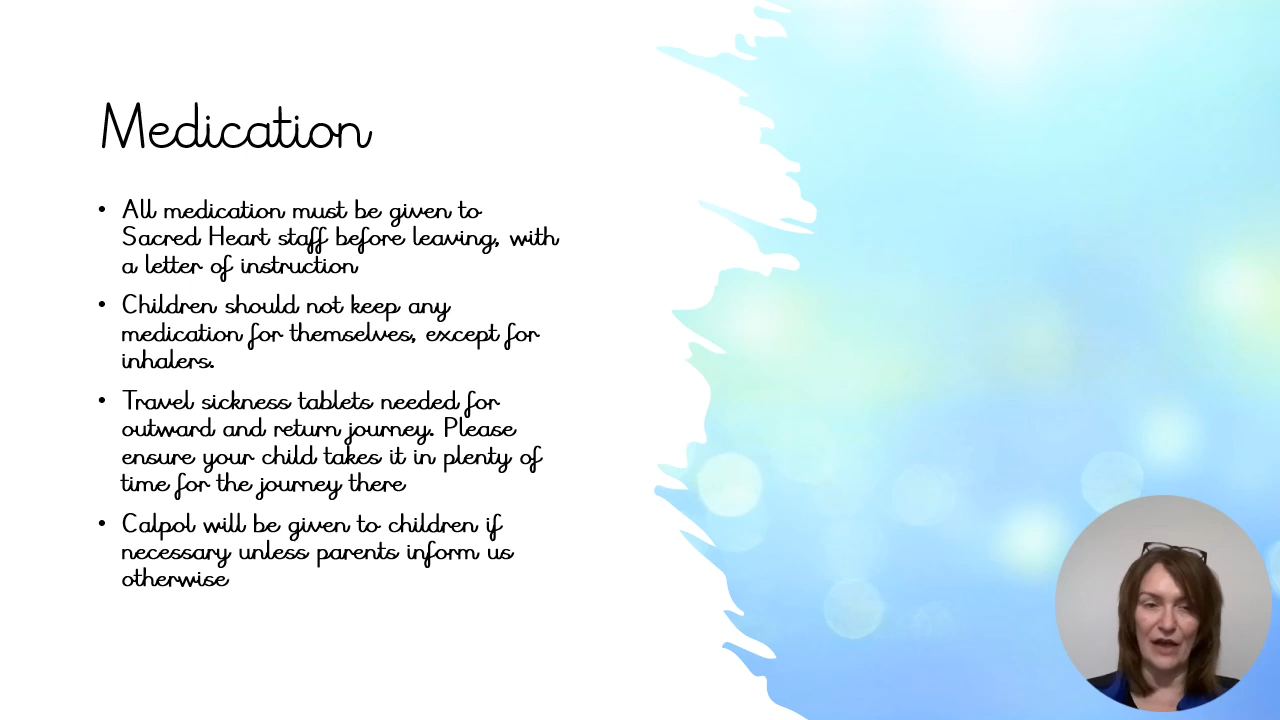 Medication
• All medication must be given to
Sacred Heart staff before leaving, with
a letter of instruction
• Children should not keep any
medication for themselves, except for
inhalers.
• Travel sickness tablets needed for
outward and return journey. Please
ensure your child takes it in plenty of
time for the journey there
• Calpol will be given to children if
necessary unless parents inform us
otherwise